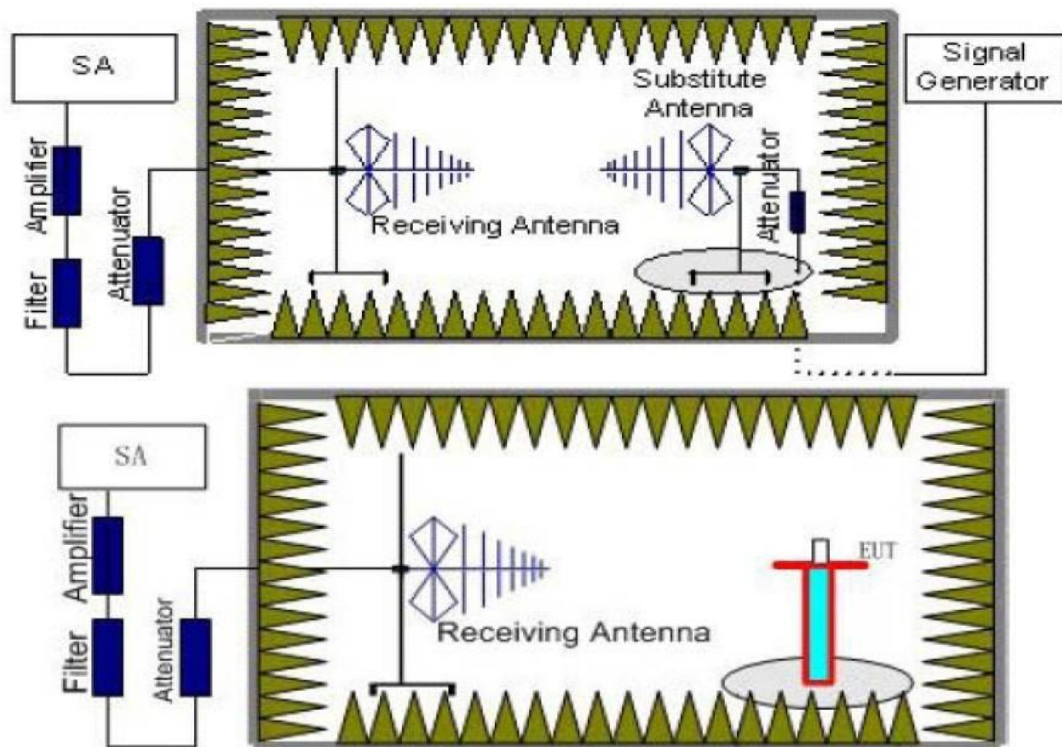 SA
Signal
Generator
Substitute
Antenna
Amplifier
Attenuator
Filter
Receiving Antenna
Attenuator
SA
Amplifier
Filter
Attenuator
Receiving Antenna
EUT